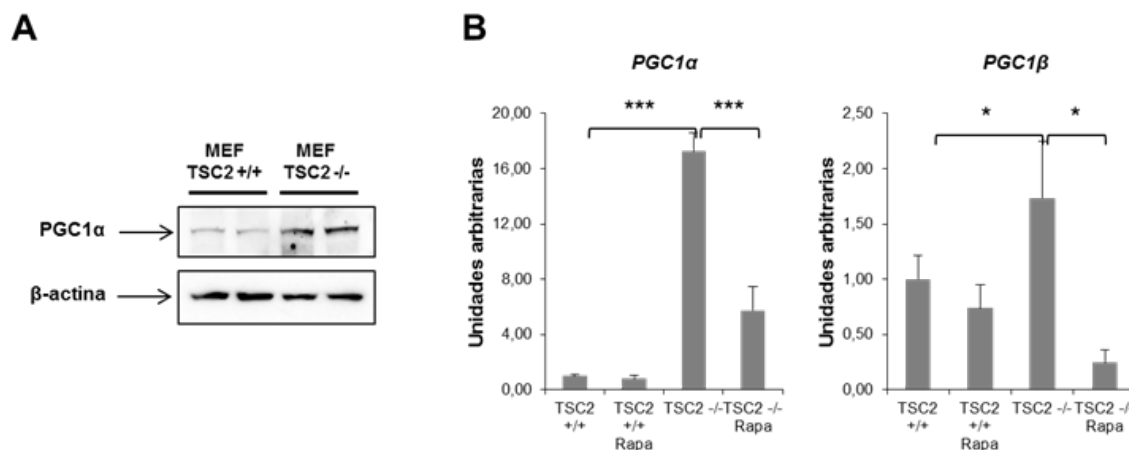 A
MEF
TSC2 +/+
MEF
TSC2 -/-
PGC1α
β-actina
B
PGC1α
Unidades arbitrarias
20,00
16,00
12,00
8,00
4,00
0,00
***
***
TSC2
+/+
TSC2
+/+
Rapa
TSC2 -/-
TSC2 -/-
Rapa
PGC1β
Unidades arbitrarias
2,50
2,00
1,50
1,00
0,50
0,00
*
*
TSC2
+/+
TSC2
+/+
Rapa
TSC2 -/-
TSC2 -/-
Rapa